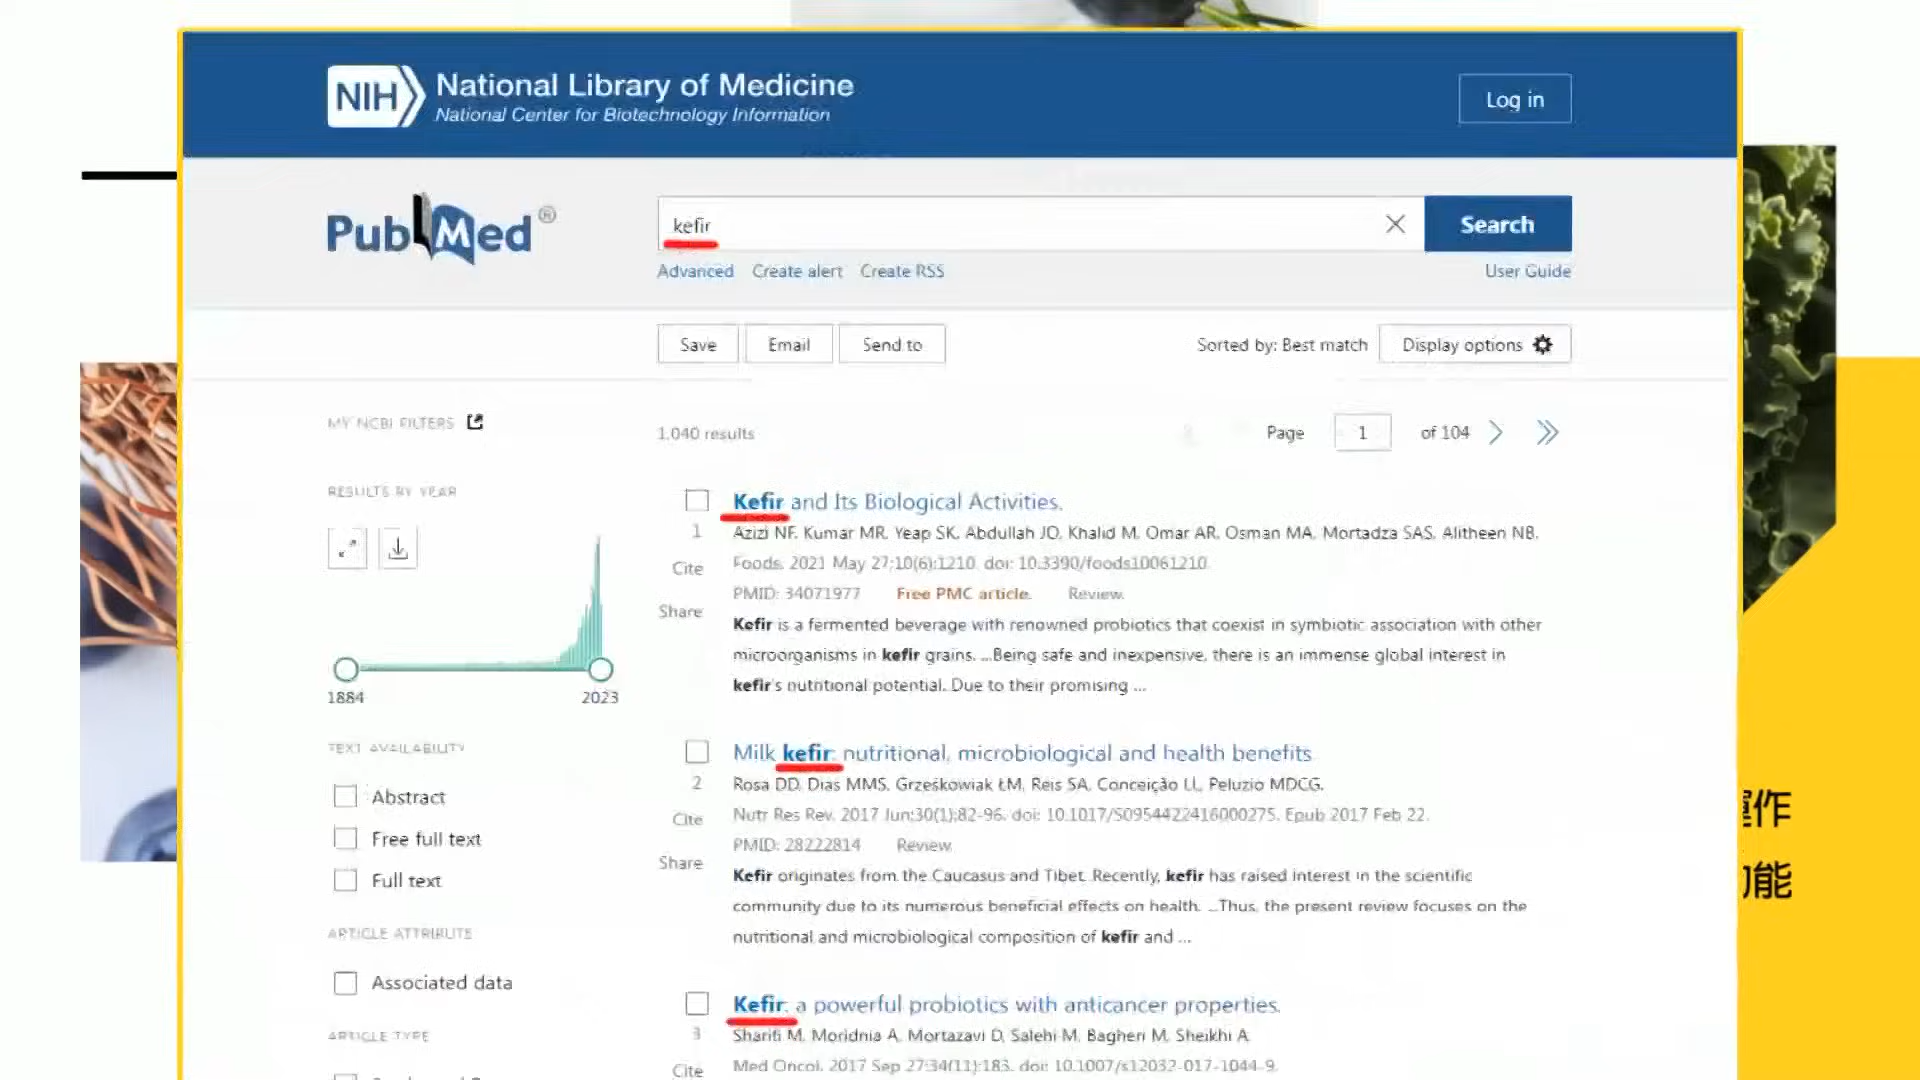 NIH National Library of Medicine
National Center for Biotechnology Information
Log in
PubMed®
kefir
Search
Advanced Create alert Create RSS
User Guide
Save Email Send to
Sorted by: Best match
Display options
MY NCBI FILTERS
1,040 results
Page 1 of 104
RESULTS BY YEAR
1884 2023
TEXT AVAILABILITY
Abstract
Free full text
Full text
ARTICLE ATTRIBUTE
Associated data
ARTICLE TYPE
Kefir and Its Biological Activities.
1
Azizi NF, Kumar MR, Yeap SK, Abdullah JO, Khalid M, Omar AR, Osman MA, Mortadza SAS, Alitheen NB.
Cite
Foods. 2021 May 27;10(6):1210. doi: 10.3390/foods10061210.
PMID: 34071977 Free PMC article. Review.
Share
Kefir is a fermented beverage with renowned probiotics that coexist in symbiotic association with other
microorganisms in kefir grains. ...Being safe and inexpensive, there is an immense global interest in
kefir's nutritional potential. Due to their promising ...
Milk kefir: nutritional, microbiological and health benefits.
2
Rosa DD, Dias MMS, Grześkowiak ŁM, Reis SA, Conceição LL, Peluzio MDCG.
Cite
Nutr Res Rev. 2017 Jun;30(1):82-96. doi: 10.1017/S0954422416000275. Epub 2017 Feb 22.
PMID: 28222814 Review.
Share
Kefir originates from the Caucasus and Tibet. Recently, kefir has raised interest in the scientific
community due to its numerous beneficial effects on health. ...Thus, the present review focuses on the
nutritional and microbiological composition of kefir and ...
Kefir: a powerful probiotics with anticancer properties.
3
Sharifi M, Moridnia A, Mortazavi D, Salehi M, Bagheri M, Sheikhi A.
Cite
Med Oncol. 2017 Sep 27;34(11):183. doi: 10.1007/s12032-017-1044-9.
作
能